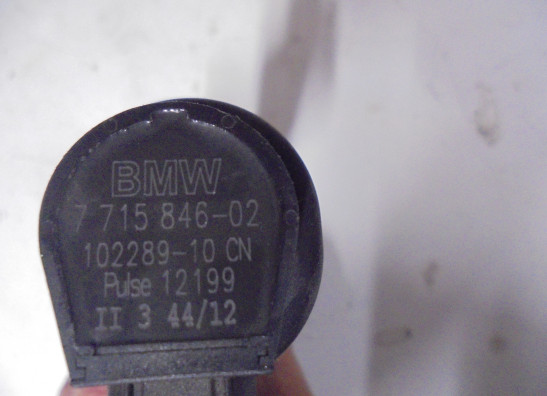 BMW
7 715 846-02
102289-10 CN
Pulse 12199
II 3 44/12